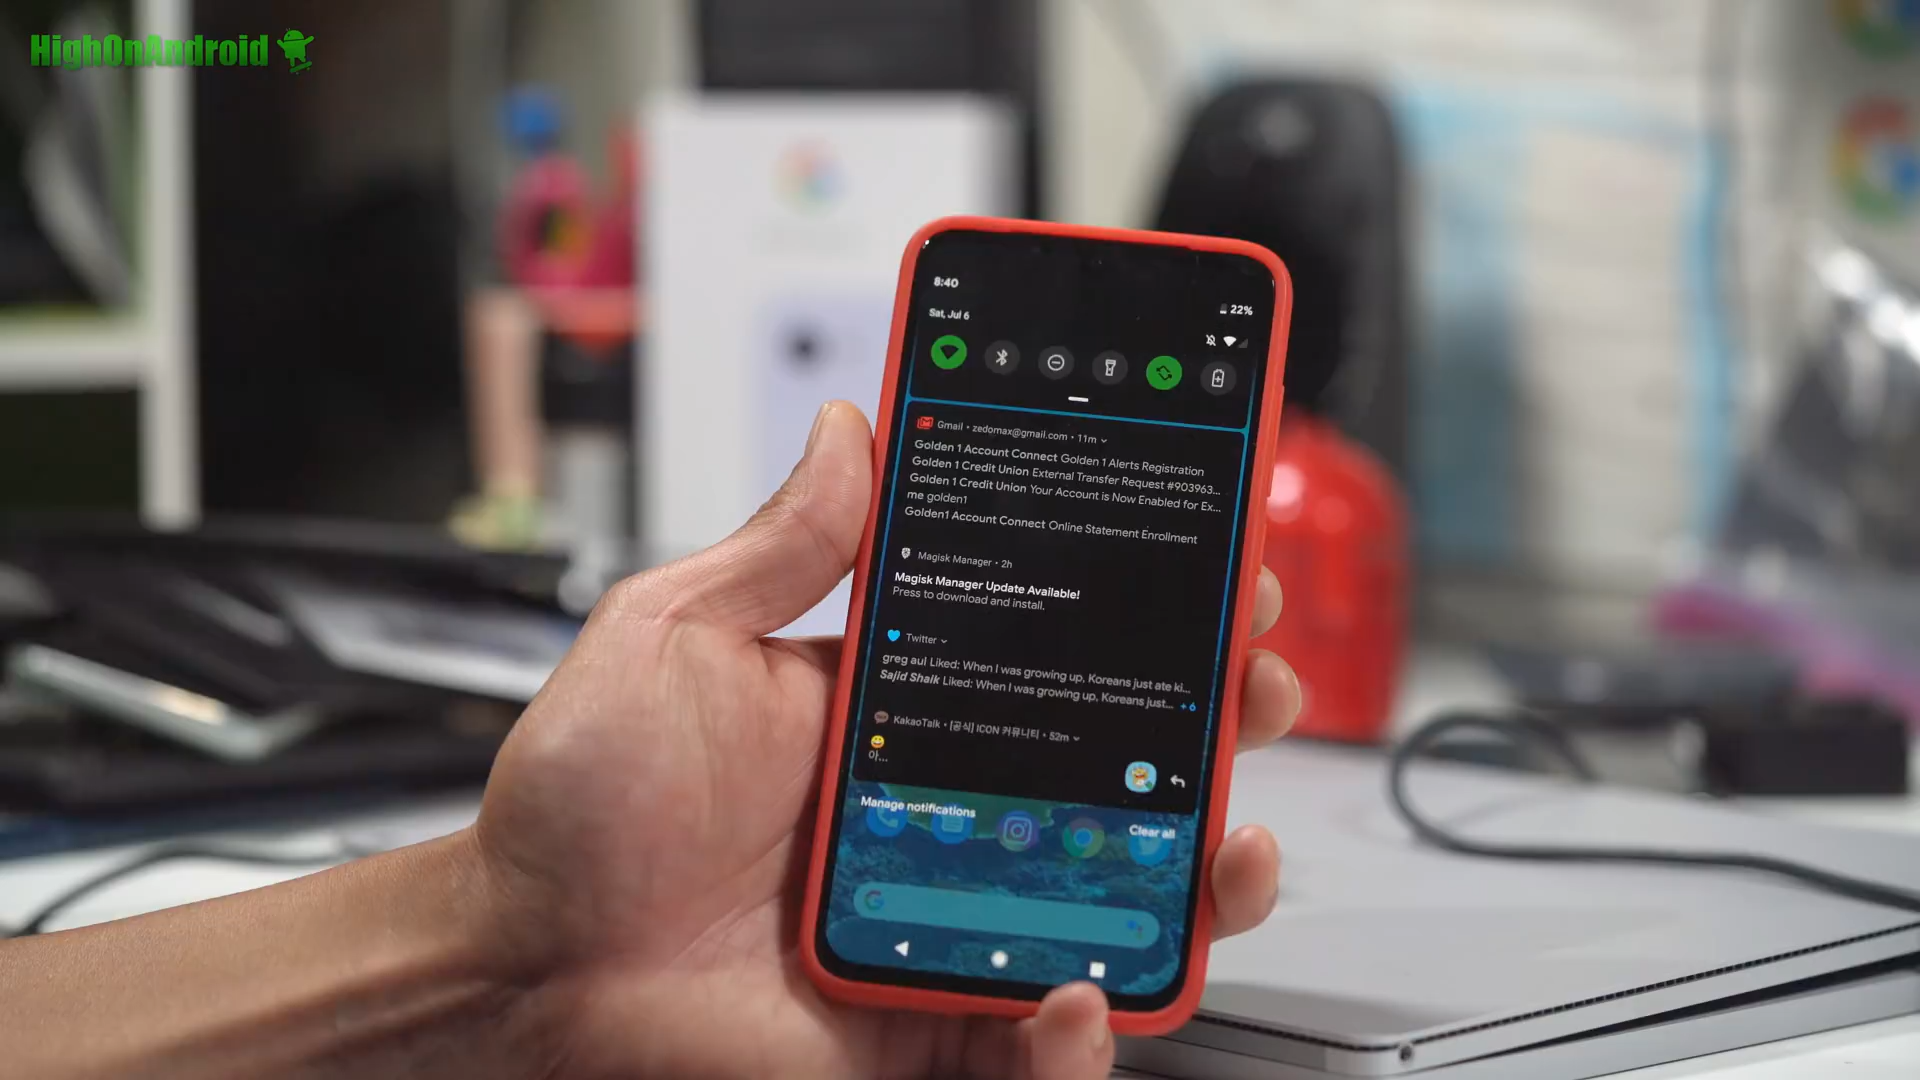 HighOnAndroid
8:40
22%
Sat, Jul 6
Gmail • zedomax@gmail.com • 11m
Golden 1 Account Connect Golden 1 Alerts Registration
Golden 1 Credit Union External Transfer Request #903963...
Golden 1 Credit Union Your Account is Now Enabled for Ex...
me golden1
Golden1 Account Connect Online Statement Enrollment
Magisk Manager • 2h
Magisk Manager Update Available!
Press to download and install.
Twitter
greg aul Liked: When I was growing up, Koreans just ate ki...
Sajid Shaik Liked: When I was growing up, Koreans just... +6
KakaoTalk • [공식] ICON 커뮤니티 • 52m
아...
Manage notifications
Clear all